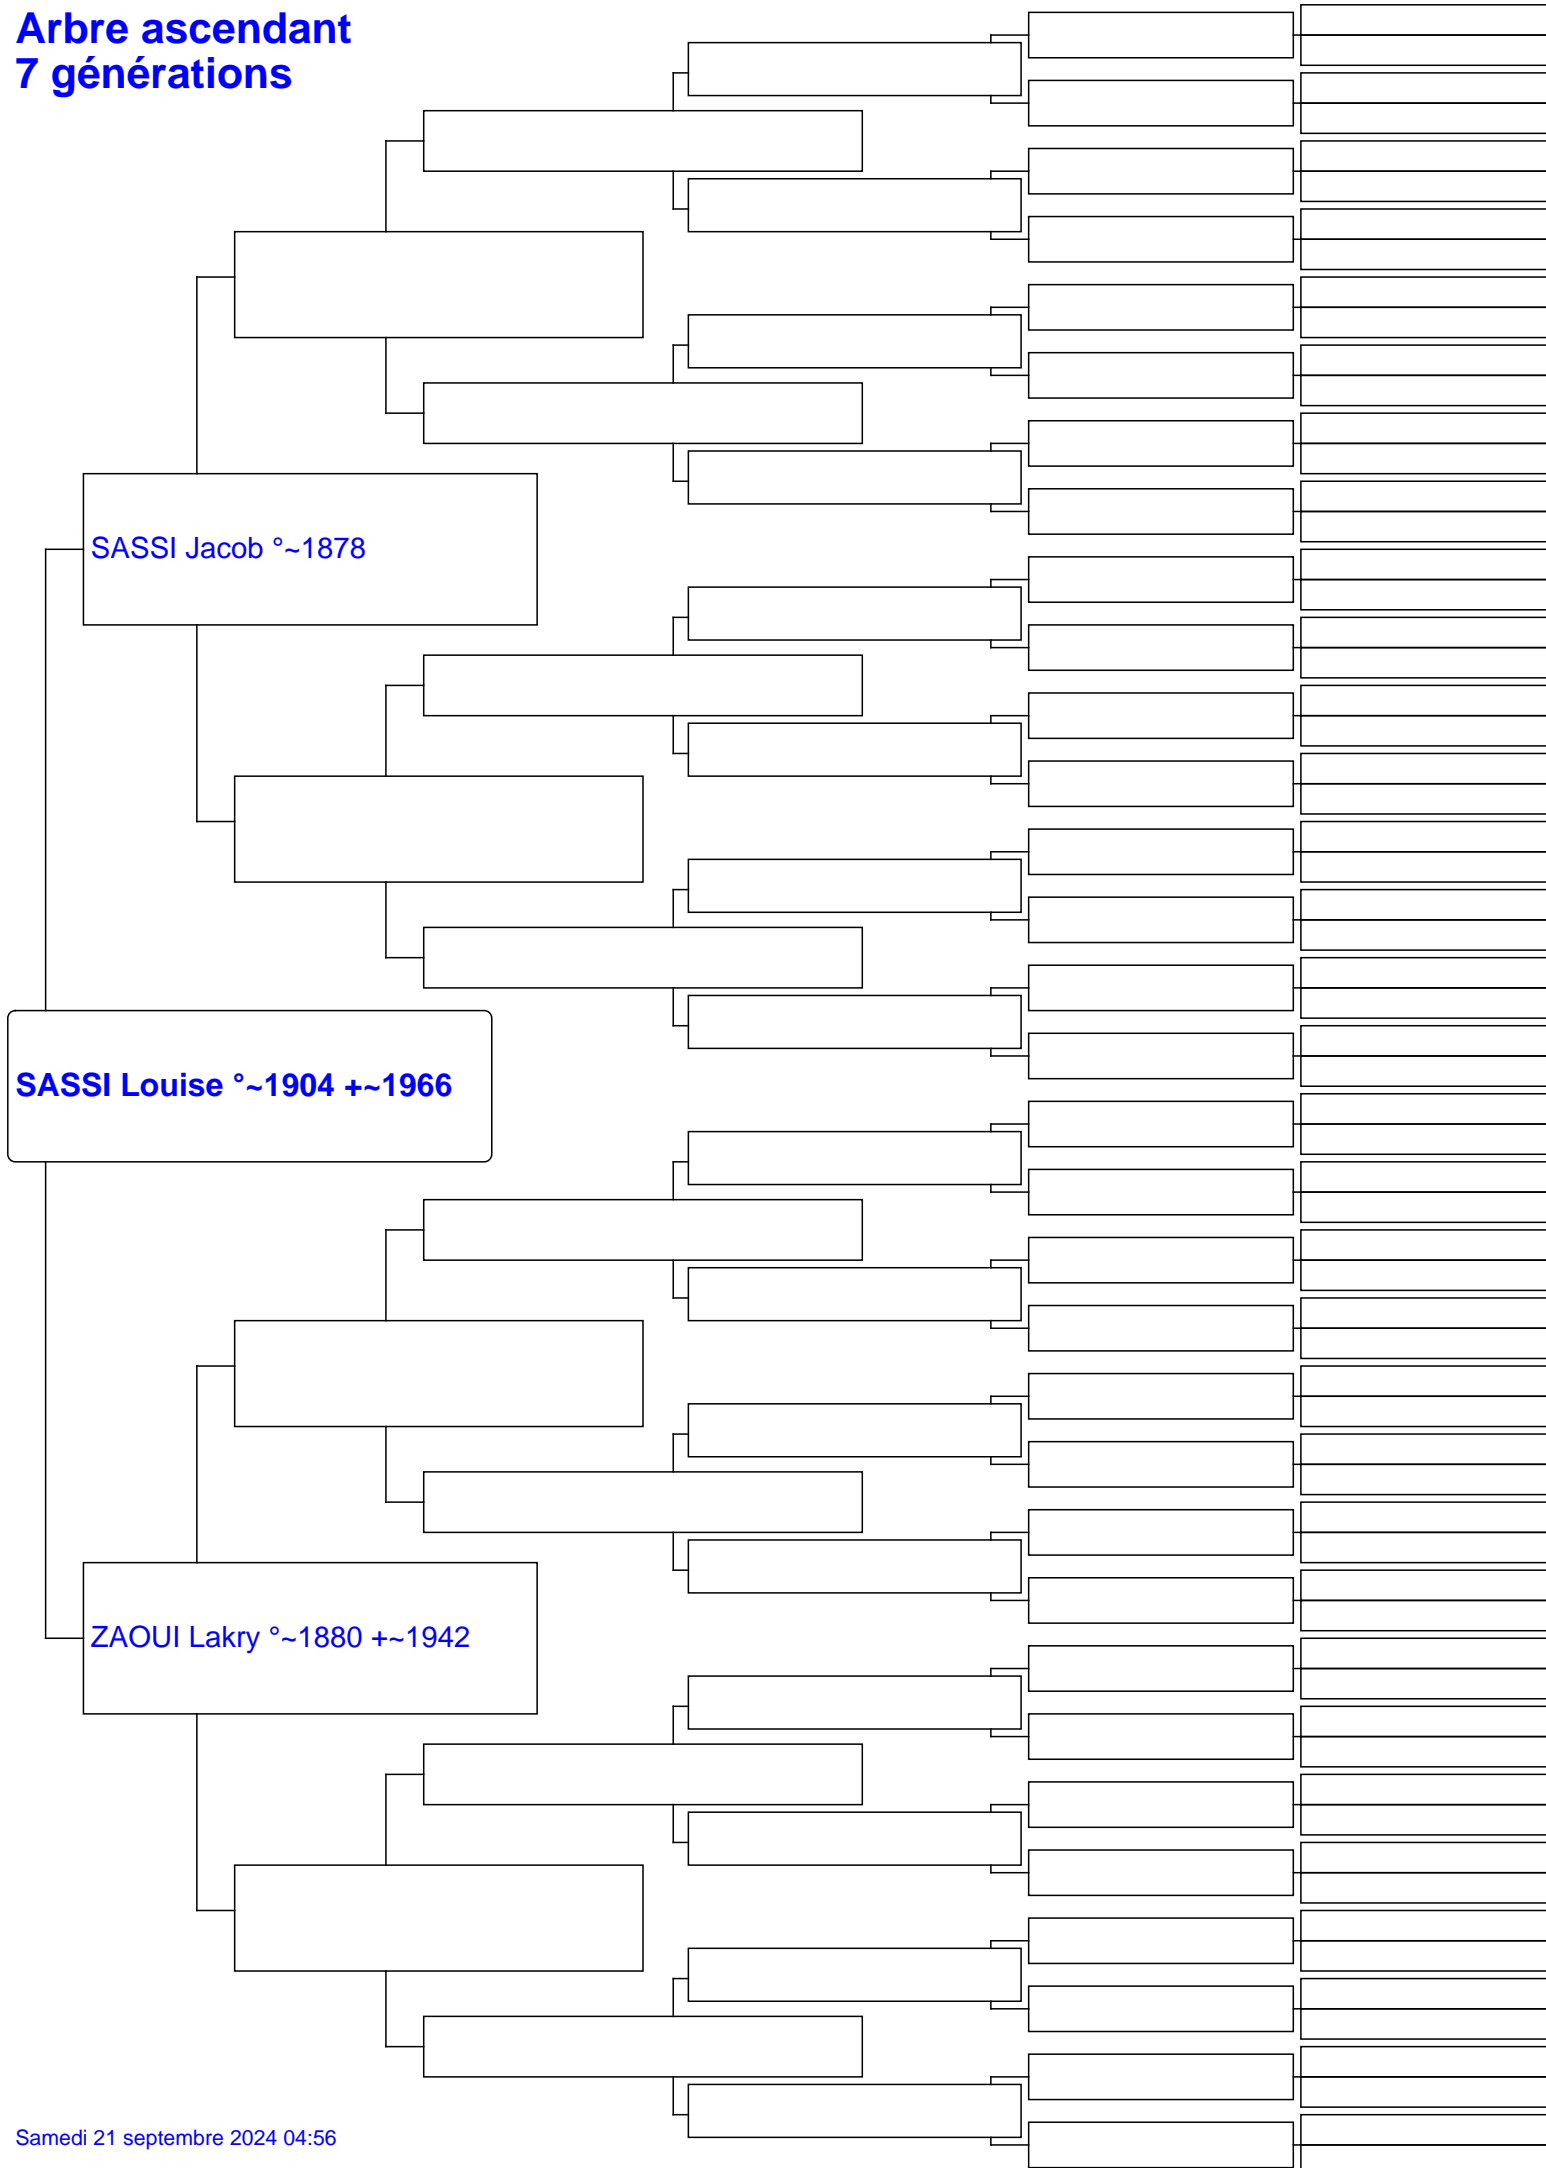 Arbre ascendant
7 générations
SASSI Jacob °~1878
SASSI Louise °~1904 +~1966
ZAOUI Lakry °~1880 +~1942
Samedi 21 septembre 2024 04:56